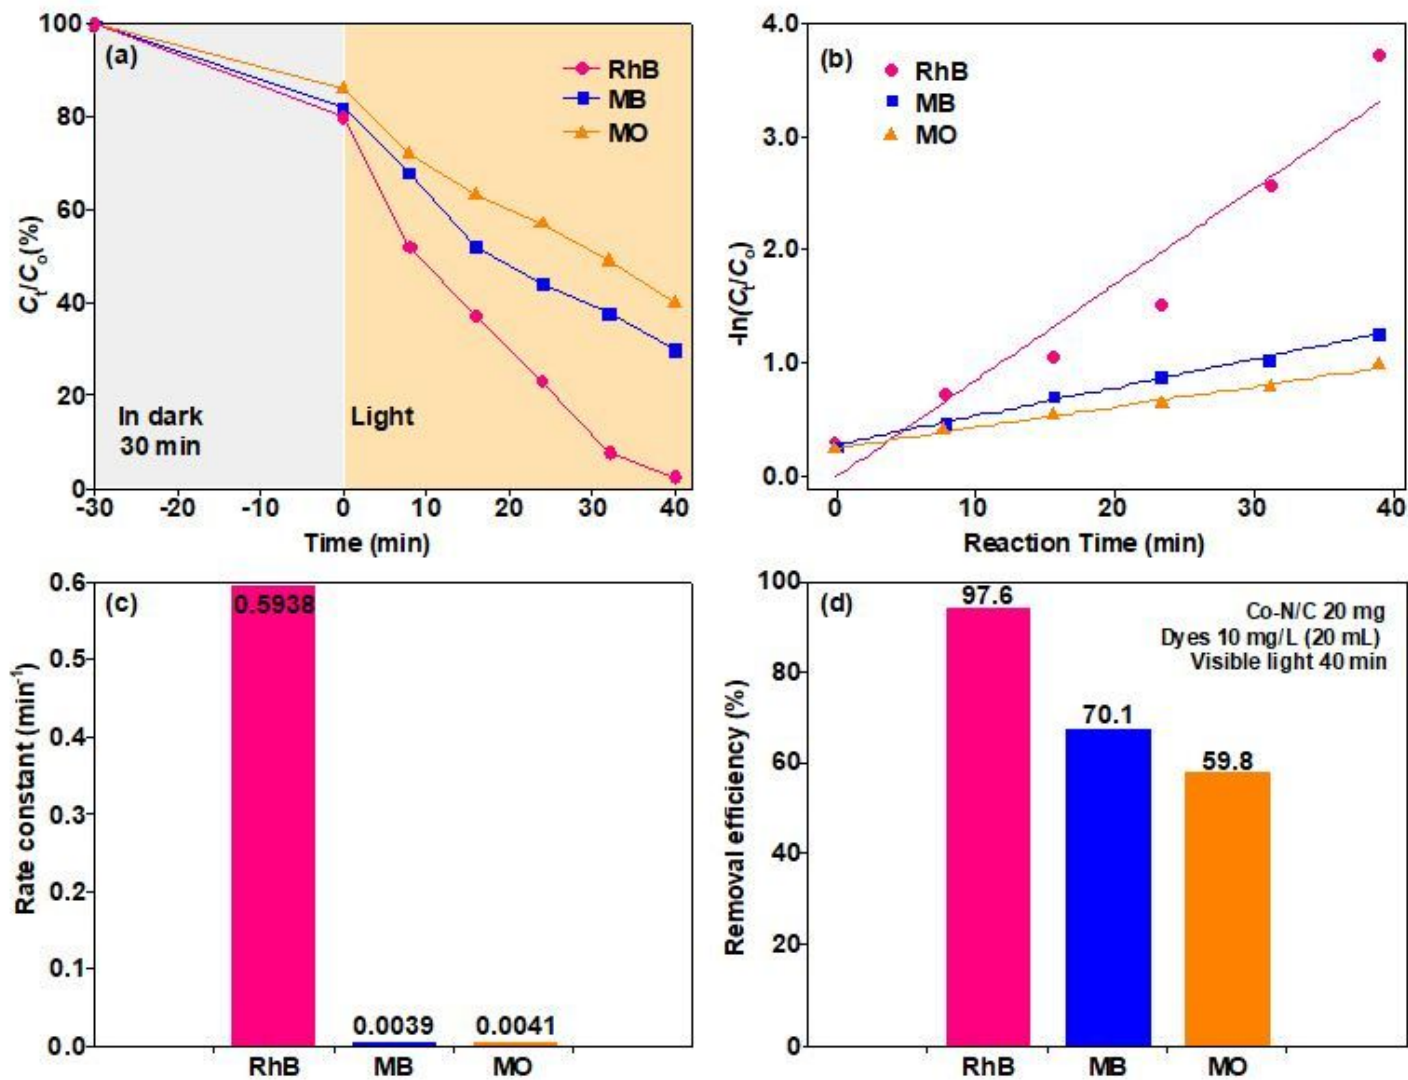 (a)
RhB
MB
MO
In dark
30 min
Light
100
80
60
40
20
0
-30 -20 -10 0 10 20 30 40
Cₜ/Cₒ(%)
Time (min)
(b)
RhB
MB
MO
4.0
3.0
2.0
1.0
0.0
0 10 20 30 40
-ln(Cₜ/Cₒ)
Reaction Time (min)
(c)
0.6
0.5
0.4
0.3
0.2
0.1
0.0
0.5938
0.0039
0.0041
RhB MB MO
Rate constant (min⁻¹)
(d)
Co-N/C 20 mg
Dyes 10 mg/L (20 mL)
Visible light 40 min
100
80
60
40
20
0
97.6
70.1
59.8
RhB MB MO
Removal efficiency (%)